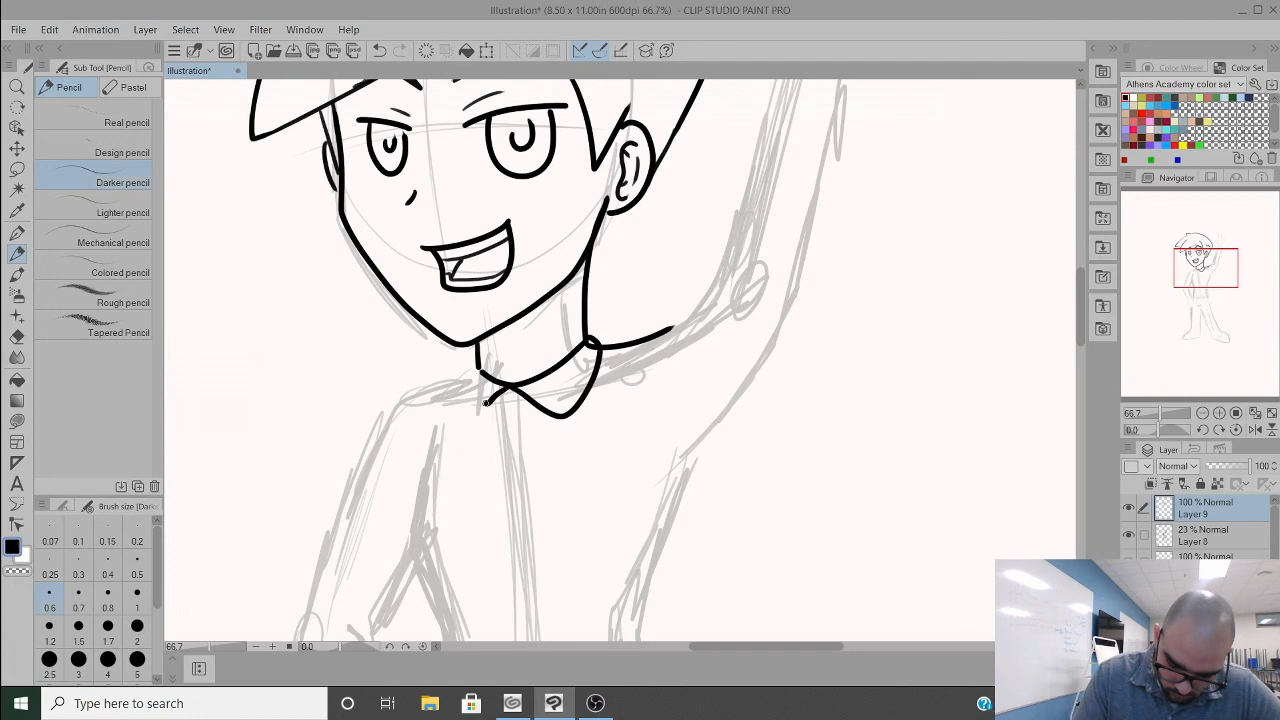 Illustration* (8.50 x 11.00in 600dpi 66.7%) - CLIP STUDIO PAINT PRO
File Edit Animation Layer Select View Filter Window Help
Sub Tool [Pencil]
Illustration*
Color Wheel Color Set
Pencil Pastel
Athens Academy color set
Real pencil
Design pencil
Darker pencil
Lighter pencil
Mechanical pencil
Colored pencil
Rough pencil
Tapered Pencil
Navigator
66.7
0.0
Layer
Normal 100
100 % Normal
Layer 9
23 % Normal
Layer 8
100 % Normal
Brush size [Dark
0.07 0.1 0.15 0.2
0.25 0.3 0.4 0.5
0.6 0.7 0.8 1
1.2 1.5 1.7 2
2.5 3 4 5
66.7 0.0
Type here to search